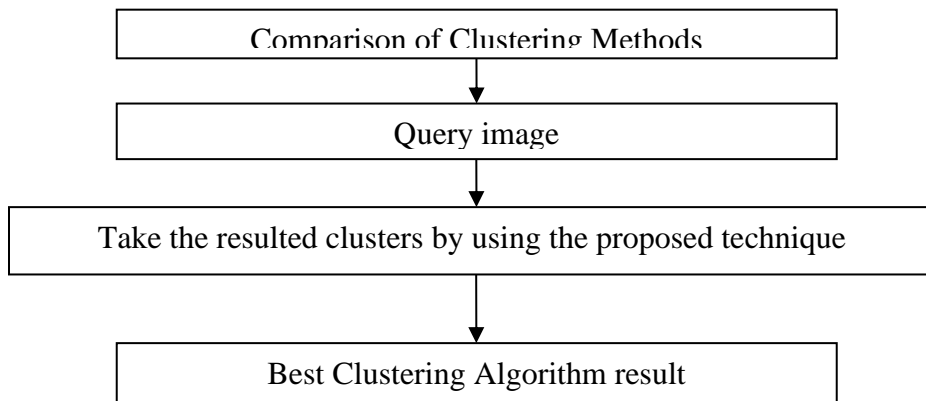 Comparison of Clustering Methods
Query image
Take the resulted clusters by using the proposed technique
Best Clustering Algorithm result